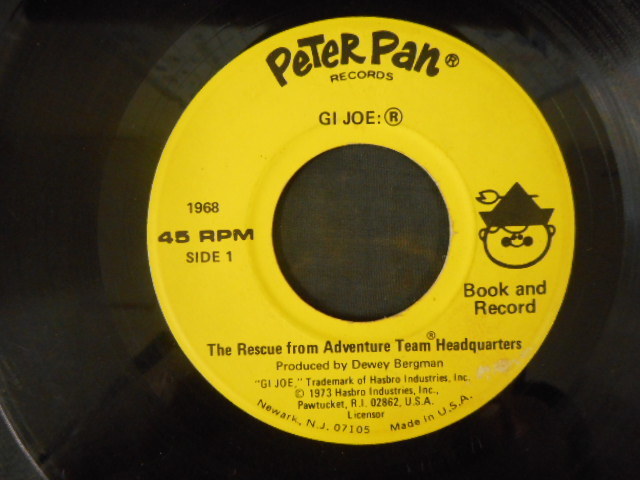 PETER PAN®
RECORDS
GI JOE:®
1968
45 RPM
SIDE 1
Book and
Record
The Rescue from Adventure Team® Headquarters
Produced by Dewey Bergman
"GI JOE," Trademark of Hasbro Industries, Inc.
© 1973 Hasbro Industries, Inc.,
Pawtucket, R.I. 02862, U.S.A.
Licensor
Newark, N.J. 07105 Made in U.S.A.